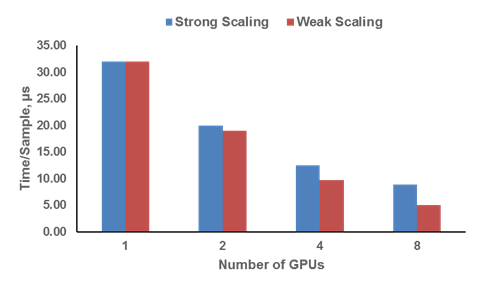 Strong Scaling Weak Scaling
35.00
30.00
25.00
20.00
15.00
10.00
5.00
0.00
Time/Sample, µs
1 2 4 8
Number of GPUs